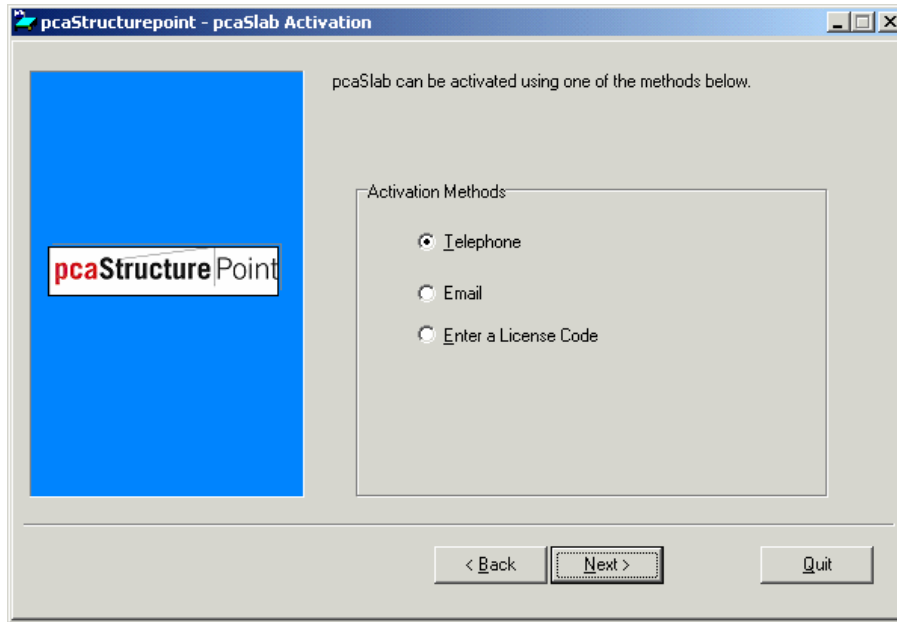 pcaStructurepoint - pcaSlab Activation
pcaSlab can be activated using one of the methods below.
Activation Methods
Telephone
pcaStructurePoint
Email
Enter a License Code
< Back
Next >
Quit